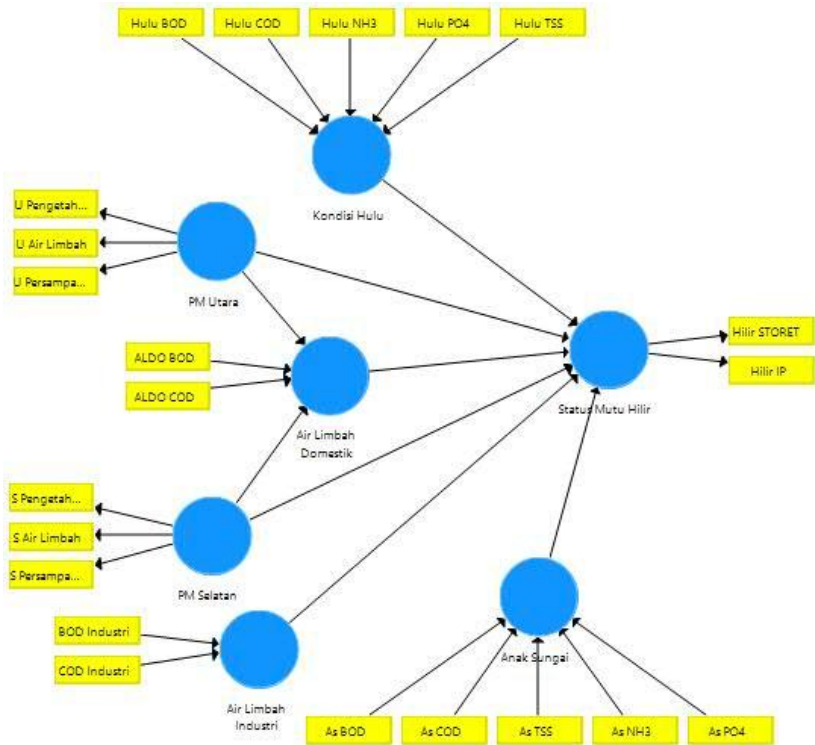 Hulu BOD
Hulu COD
Hulu NH3
Hulu PO4
Hulu TSS
Kondisi Hulu
U Pengetah...
U Air Limbah
U Persampa...
PM Utara
ALDO BOD
ALDO COD
Air Limbah
Domestik
Hilir STORET
Hilir IP
Status Mutu Hilir
S Pengetah...
S Air Limbah
S Persampa...
PM Selatan
BOD Industri
COD Industri
Air Limbah
Industri
Anak Sungai
As BOD
As COD
As TSS
As NH3
As PO4